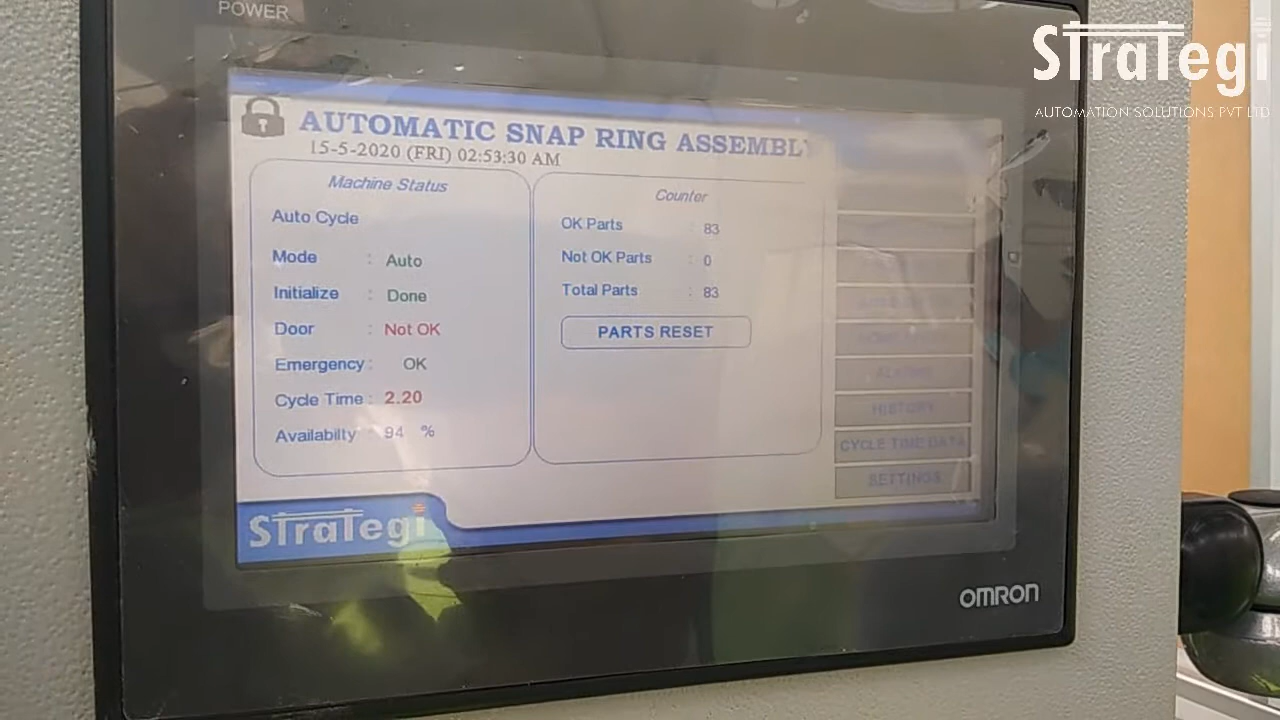 POWER
STraTegi
AUTOMATION SOLUTIONS PVT LTD
AUTOMATIC SNAP RING ASSEMBLY
15-5-2020 (FRI) 02:53:30 AM
Machine Status
Auto Cycle
Mode : Auto
Initialize : Done
Door : Not OK
Emergency : OK
Cycle Time : 2.20
Availabilty : 94 %
Counter
OK Parts : 83
Not OK Parts : 0
Total Parts : 83
PARTS RESET
ALARMS
HISTORY
CYCLE TIME DATA
SETTINGS
STraTegi
OMRON